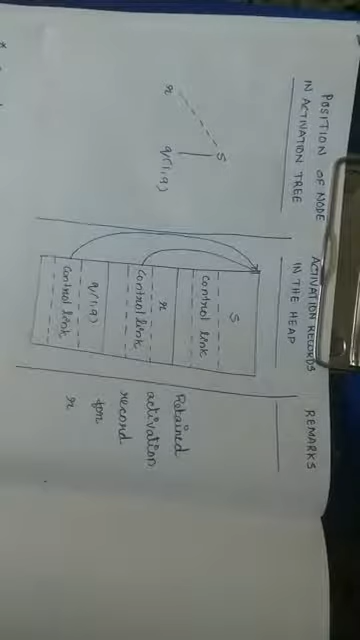 POSITION OF NODE
IN ACTIVATION TREE
S
r
q(1,9)
ACTIVATION RECORDS
IN THE HEAP
S
Control link
r
Control link
q(1,9)
Control link
REMARKS
Retained
activation
record
for
r